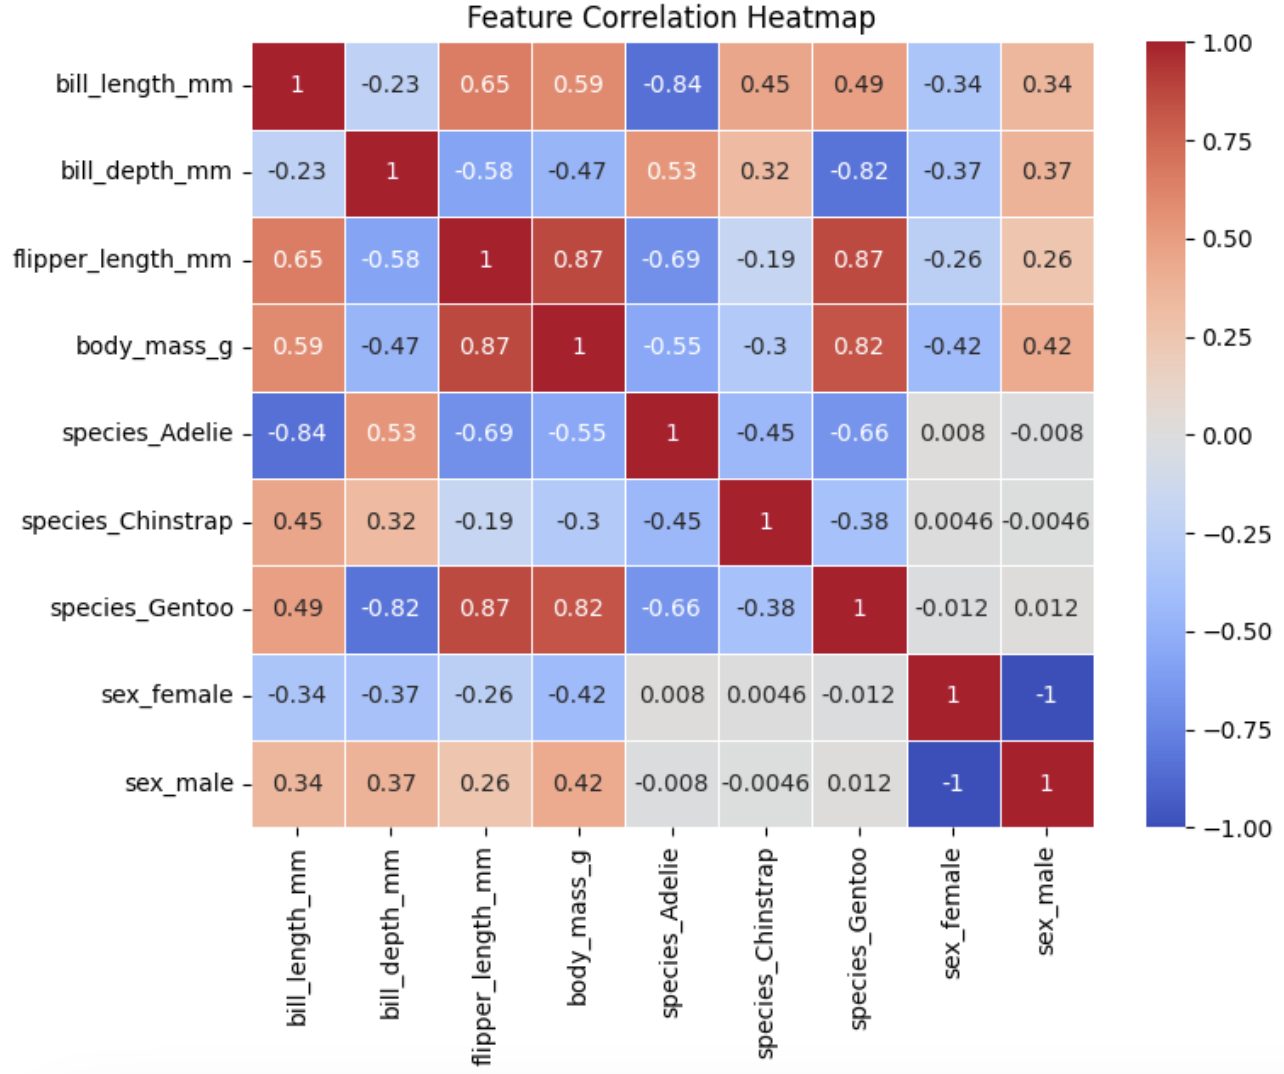 Feature Correlation Heatmap
bill_length_mm 1 -0.23 0.65 0.59 -0.84 0.45 0.49 -0.34 0.34
bill_depth_mm -0.23 1 -0.58 -0.47 0.53 0.32 -0.82 -0.37 0.37
flipper_length_mm 0.65 -0.58 1 0.87 -0.69 -0.19 0.87 -0.26 0.26
body_mass_g 0.59 -0.47 0.87 1 -0.55 -0.3 0.82 -0.42 0.42
species_Adelie -0.84 0.53 -0.69 -0.55 1 -0.45 -0.66 0.008 -0.008
species_Chinstrap 0.45 0.32 -0.19 -0.3 -0.45 1 -0.38 0.0046 -0.0046
species_Gentoo 0.49 -0.82 0.87 0.82 -0.66 -0.38 1 -0.012 0.012
sex_female -0.34 -0.37 -0.26 -0.42 0.008 0.0046 -0.012 1 -1
sex_male 0.34 0.37 0.26 0.42 -0.008 -0.0046 0.012 -1 1
bill_length_mm
bill_depth_mm
flipper_length_mm
body_mass_g
species_Adelie
species_Chinstrap
species_Gentoo
sex_female
sex_male
1.00
0.75
0.50
0.25
0.00
−0.25
−0.50
−0.75
−1.00